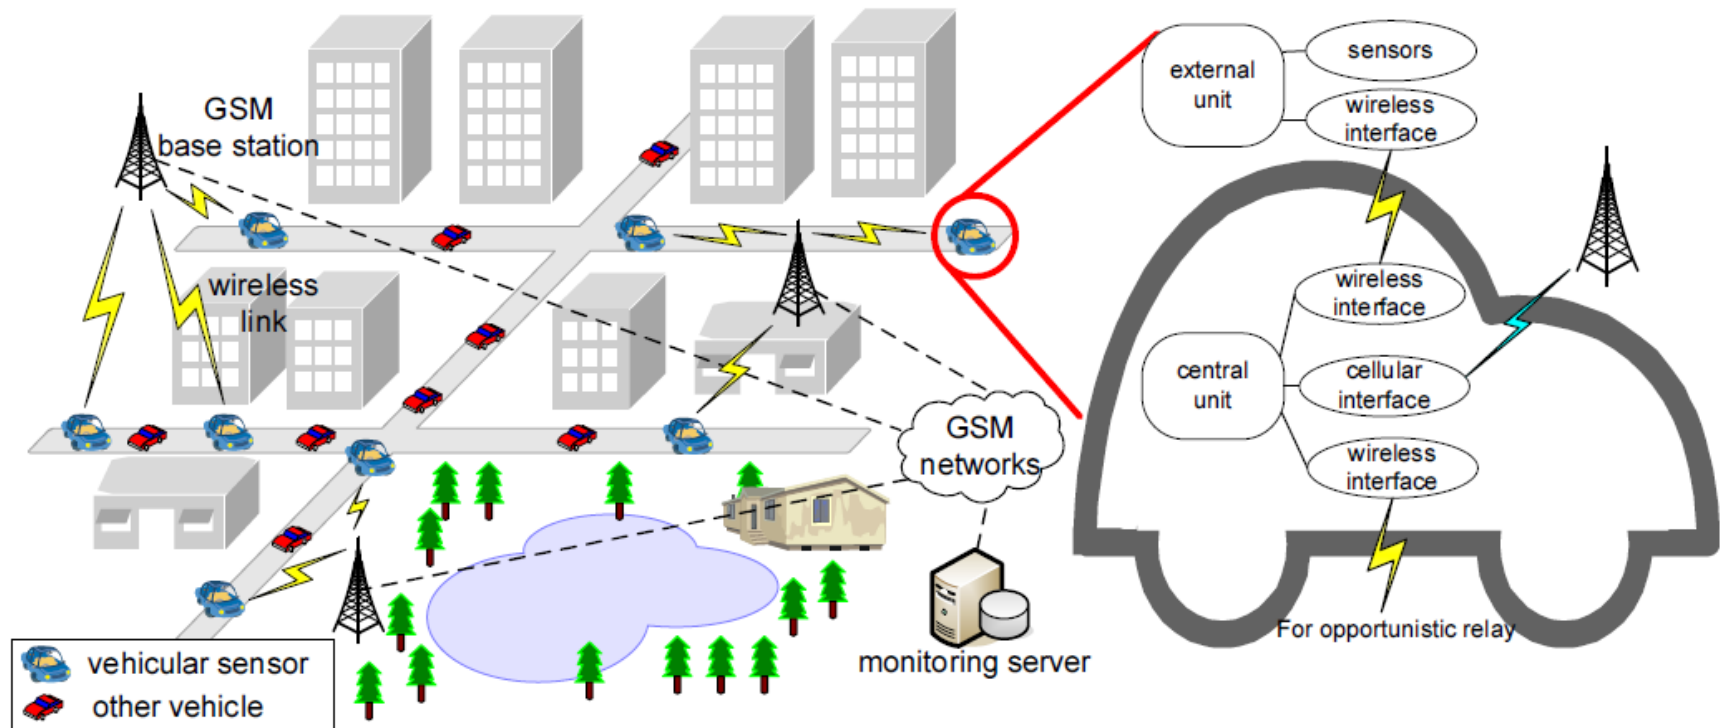 GSM
base station
wireless
link
GSM
networks
monitoring server
vehicular sensor
other vehicle
external
unit
sensors
wireless
interface
wireless
interface
central
unit
cellular
interface
wireless
interface
For opportunistic relay